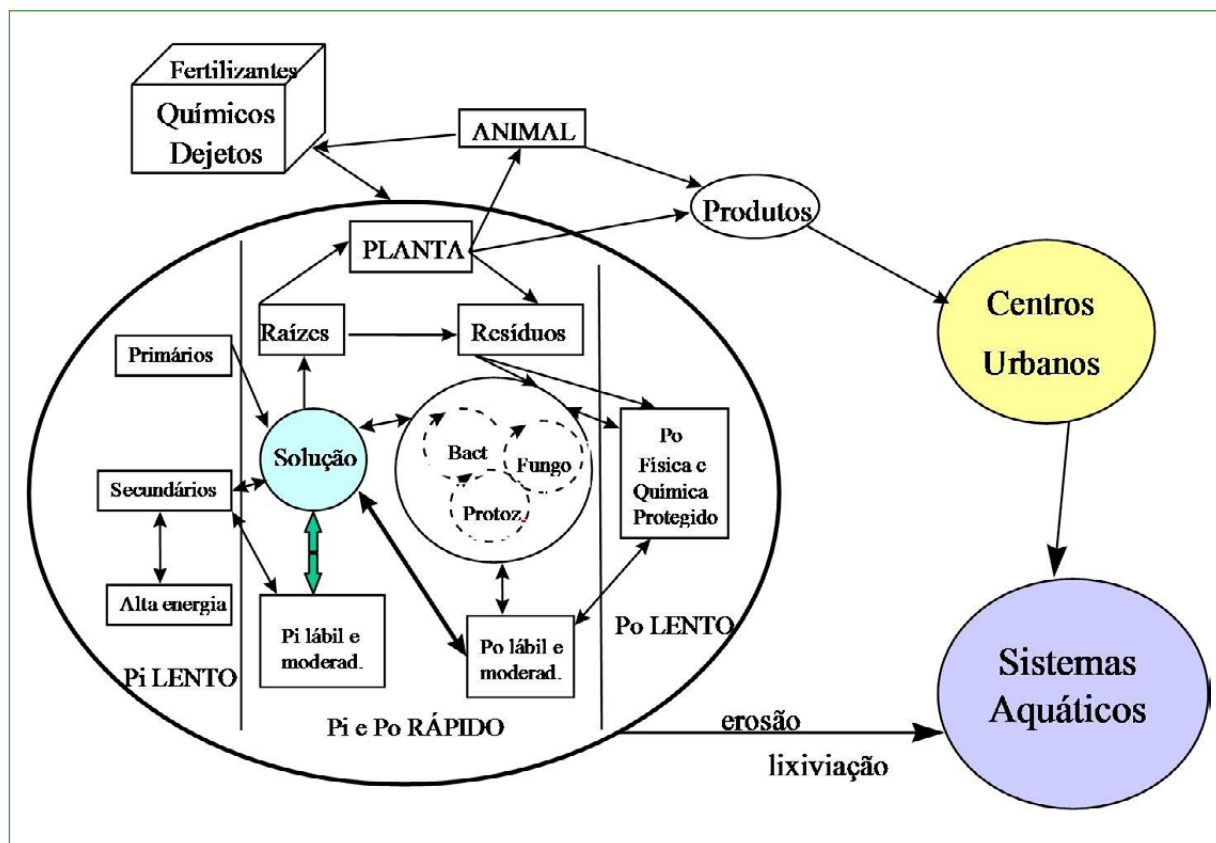 Fertilizantes
Químicos
Dejetos
ANIMAL
Produtos
PLANTA
Raízes
Resíduos
Centros
Urbanos
Primários
Solução
Bact
Fungo
Protoz.
Po
Física e
Química
Protegido
Secundários
Alta energia
Pi lábil e
moderad.
Po lábil e
moderad.
Po LENTO
Pi LENTO
Pi e Po RÁPIDO
Sistemas
Aquáticos
erosão
lixiviação